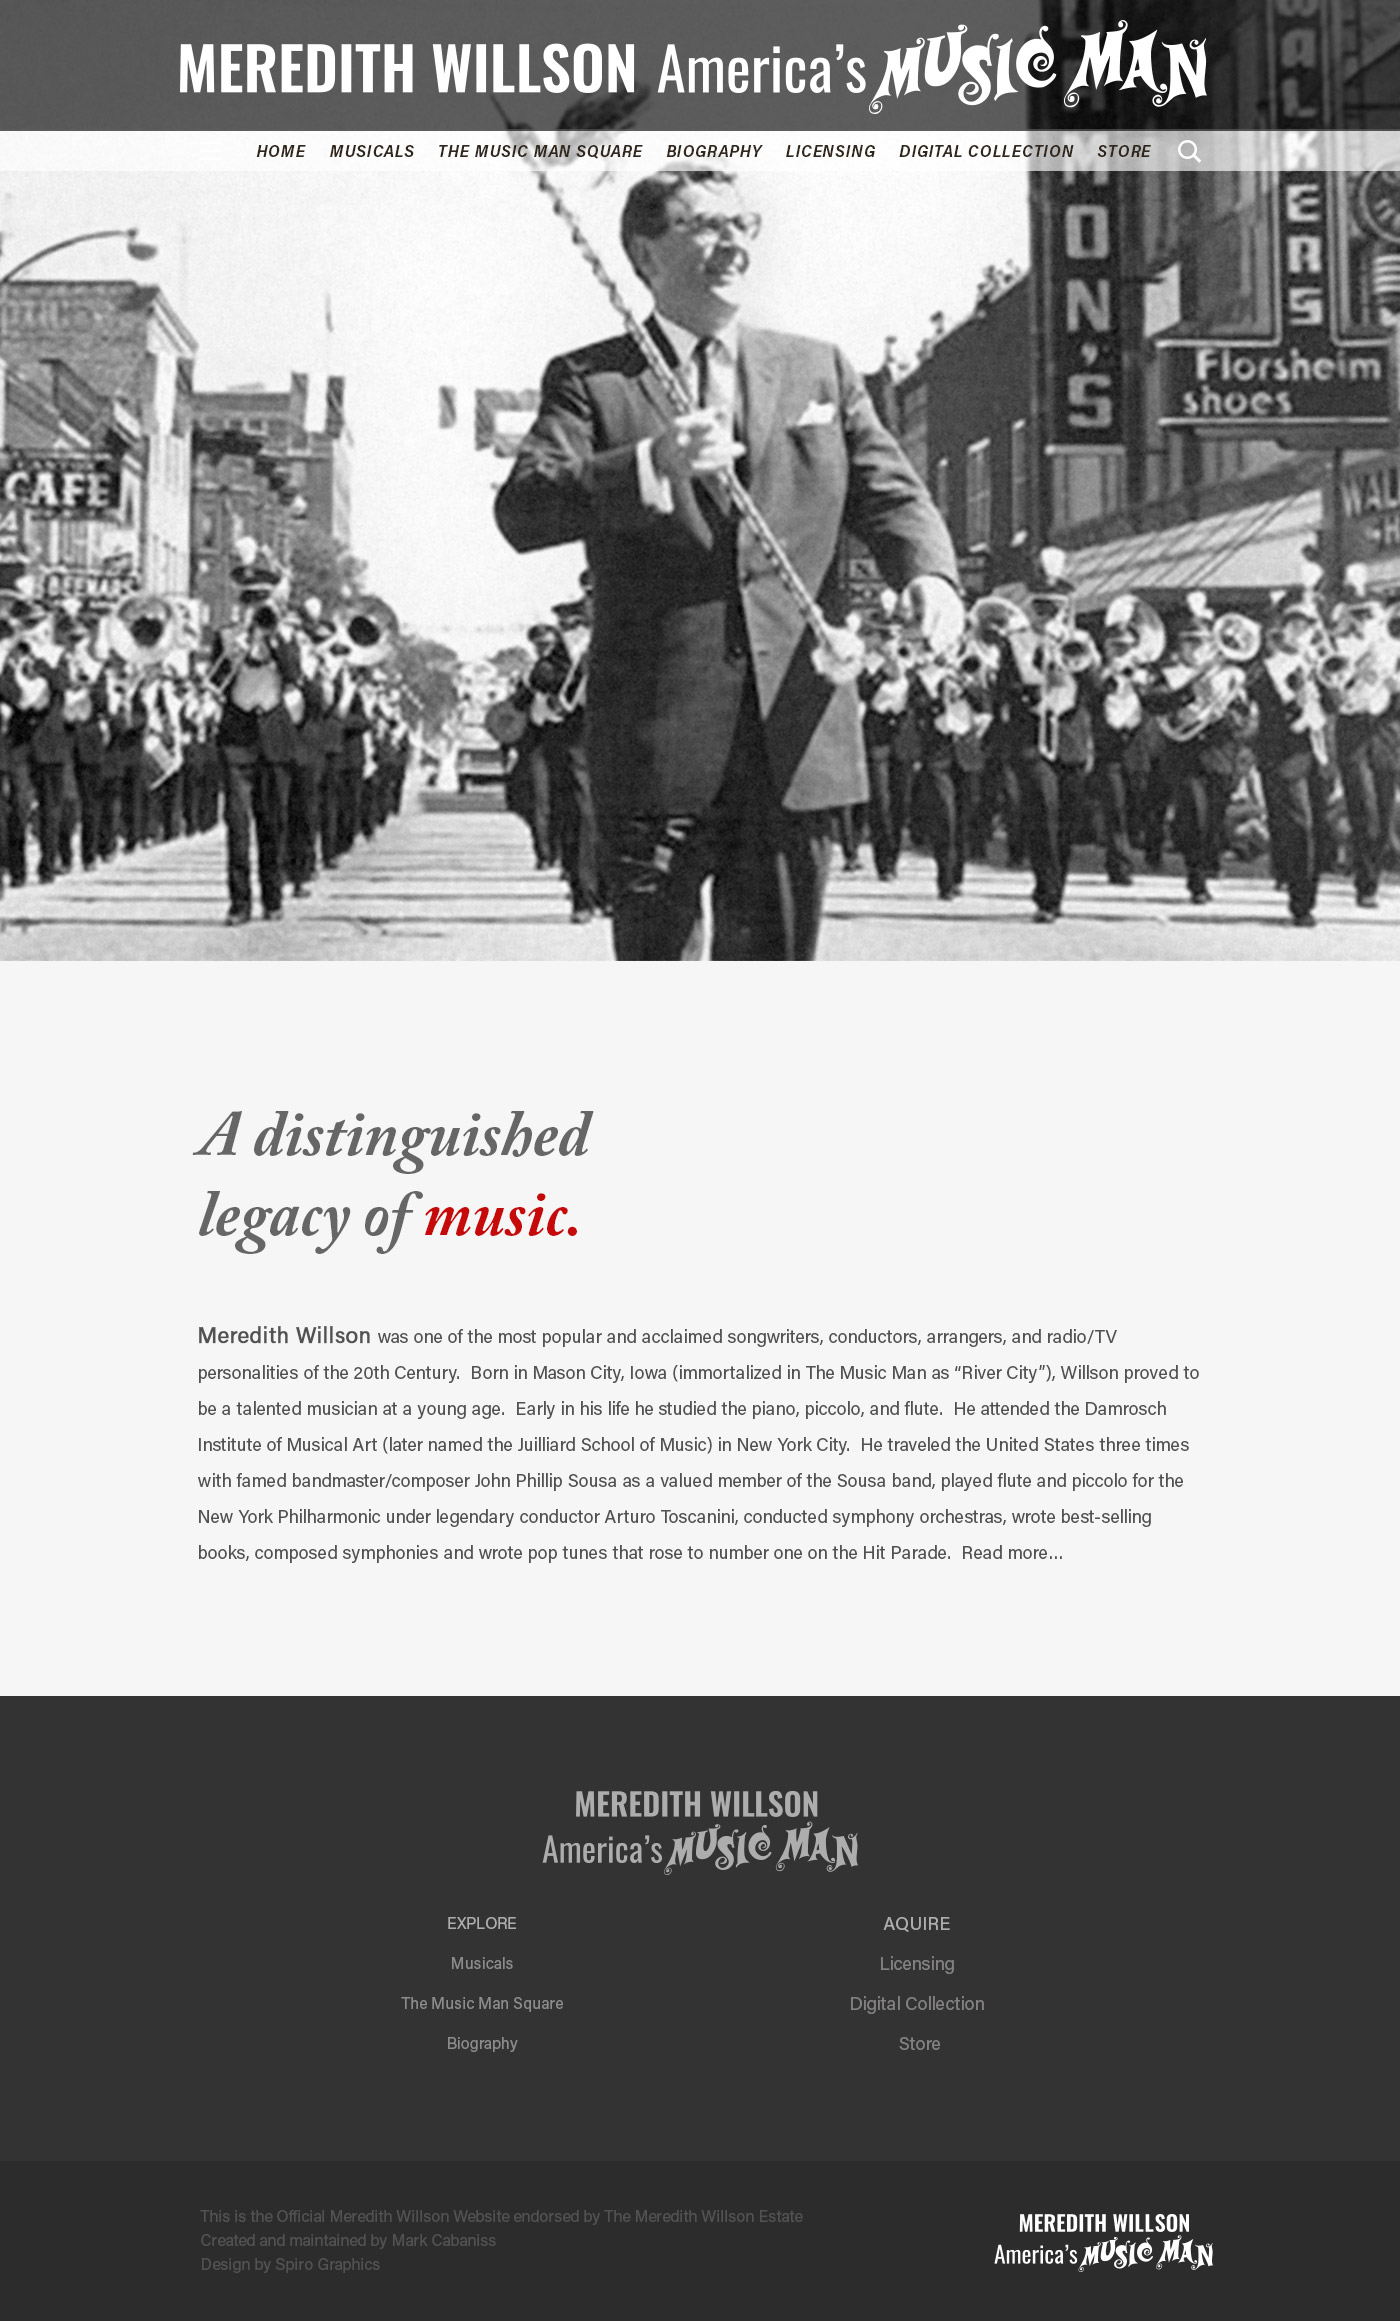 MEREDITH WILLSON America’s MUSIC MAN
HOME MUSICALS THE MUSIC MAN SQUARE BIOGRAPHY LICENSING DIGITAL COLLECTION STORE
WALKERS
MON'S
Florsheim
shoes
CAFE
A distinguished
legacy of music.
Meredith Willson was one of the most popular and acclaimed songwriters, conductors, arrangers, and radio/TV
personalities of the 20th Century.  Born in Mason City, Iowa (immortalized in The Music Man as “River City”), Willson proved to
be a talented musician at a young age.  Early in his life he studied the piano, piccolo, and flute.  He attended the Damrosch
Institute of Musical Art (later named the Juilliard School of Music) in New York City.  He traveled the United States three times
with famed bandmaster/composer John Phillip Sousa as a valued member of the Sousa band, played flute and piccolo for the
New York Philharmonic under legendary conductor Arturo Toscanini, conducted symphony orchestras, wrote best-selling
books, composed symphonies and wrote pop tunes that rose to number one on the Hit Parade.  Read more...
MEREDITH WILLSON
America’s MUSIC MAN
EXPLORE
Musicals
The Music Man Square
Biography
AQUIRE
Licensing
Digital Collection
Store
This is the Official Meredith Willson Website endorsed by The Meredith Willson Estate
Created and maintained by Mark Cabaniss
Design by Spiro Graphics
MEREDITH WILLSON
America’s MUSIC MAN